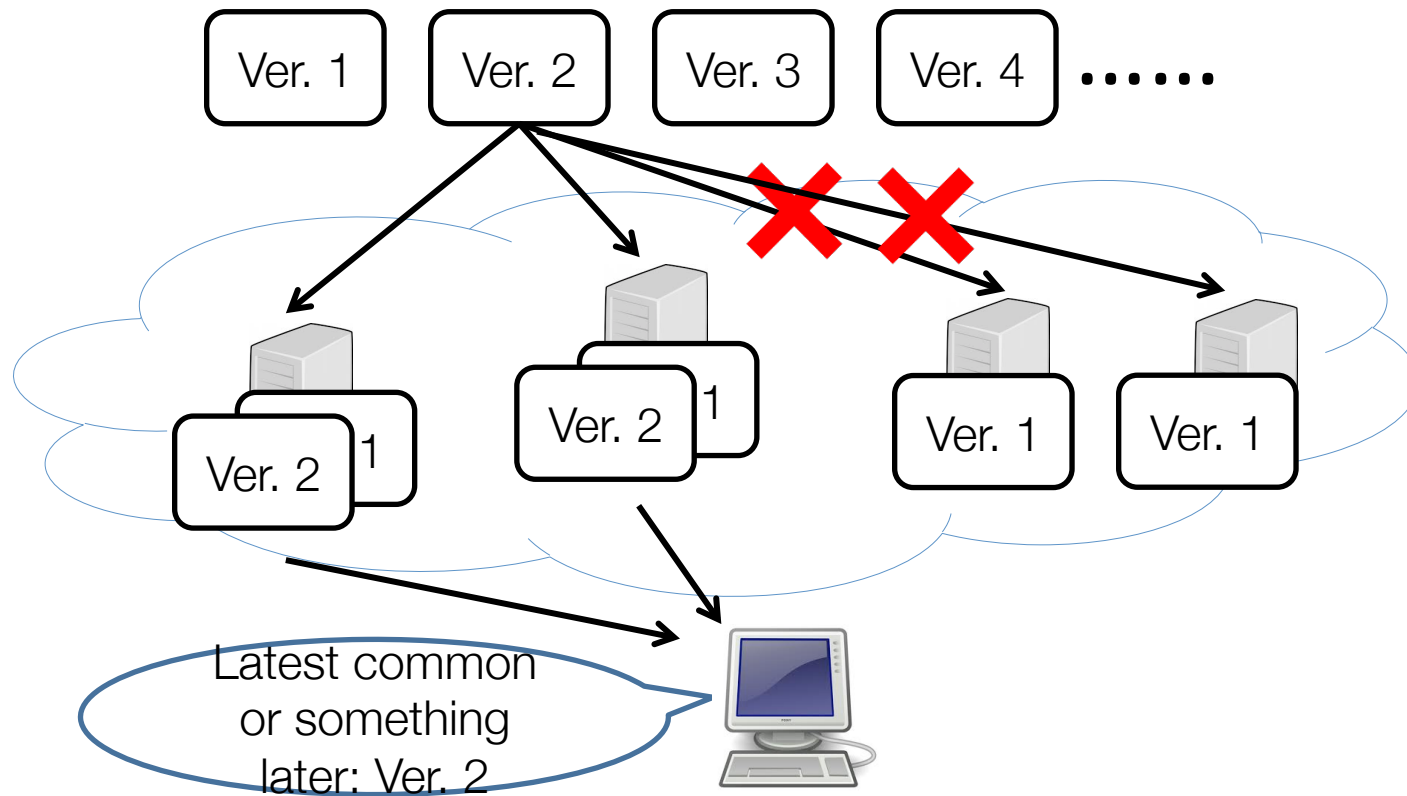 Ver. 1
Ver. 2
Ver. 3
Ver. 4
......
Ver. 2
1
Ver. 2
1
Ver. 1
Ver. 1
Latest common
or something
later: Ver. 2